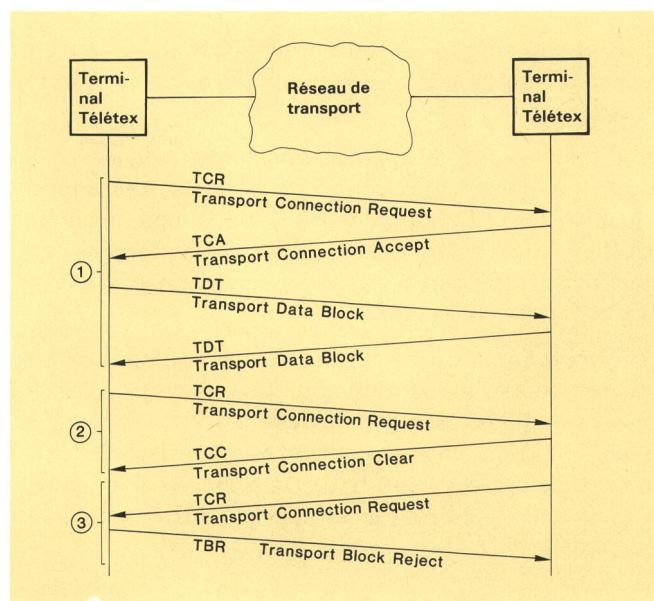 Termi-
nal
Télétex
Réseau de
transport
Termi-
nal
Télétex
TCR
Transport Connection Request
TCA
Transport Connection Accept
1
TDT
Transport Data Block
TDT
Transport Data Block
TCR
Transport Connection Request
2
TCC
Transport Connection Clear
TCR
Transport Connection Request
3
TBR Transport Block Reject